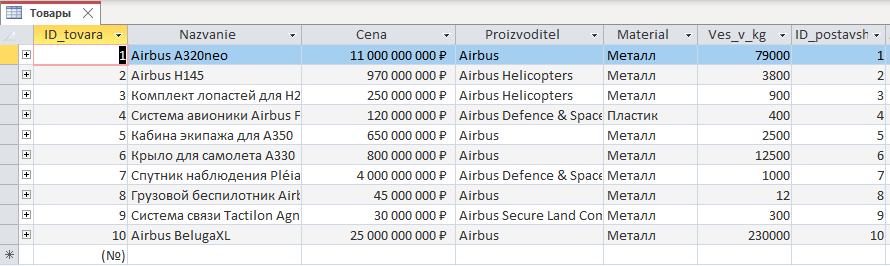 Товары
ID_tovara Nazvanie Cena Proizvoditel Material Ves_v_kg ID_postavsh
1 Airbus A320neo 11 000 000 000 ₽ Airbus Металл 79000 1
2 Airbus H145 970 000 000 ₽ Airbus Helicopters Металл 3800 2
3 Комплект лопастей для H2 250 000 000 ₽ Airbus Helicopters Металл 900 3
4 Система авионики Airbus F 120 000 000 ₽ Airbus Defence & Space Пластик 400 4
5 Кабина экипажа для A350 650 000 000 ₽ Airbus Металл 2500 5
6 Крыло для самолета A330 800 000 000 ₽ Airbus Металл 12500 6
7 Спутник наблюдения Pléia 4 000 000 000 ₽ Airbus Defence & Space Металл 1000 7
8 Грузовой беспилотник Airb 45 000 000 ₽ Airbus Металл 12 8
9 Система связи Tactilon Agn 30 000 000 ₽ Airbus Secure Land Com Металл 300 9
10 Airbus BelugaXL 25 000 000 000 ₽ Airbus Металл 230000 10
(№)